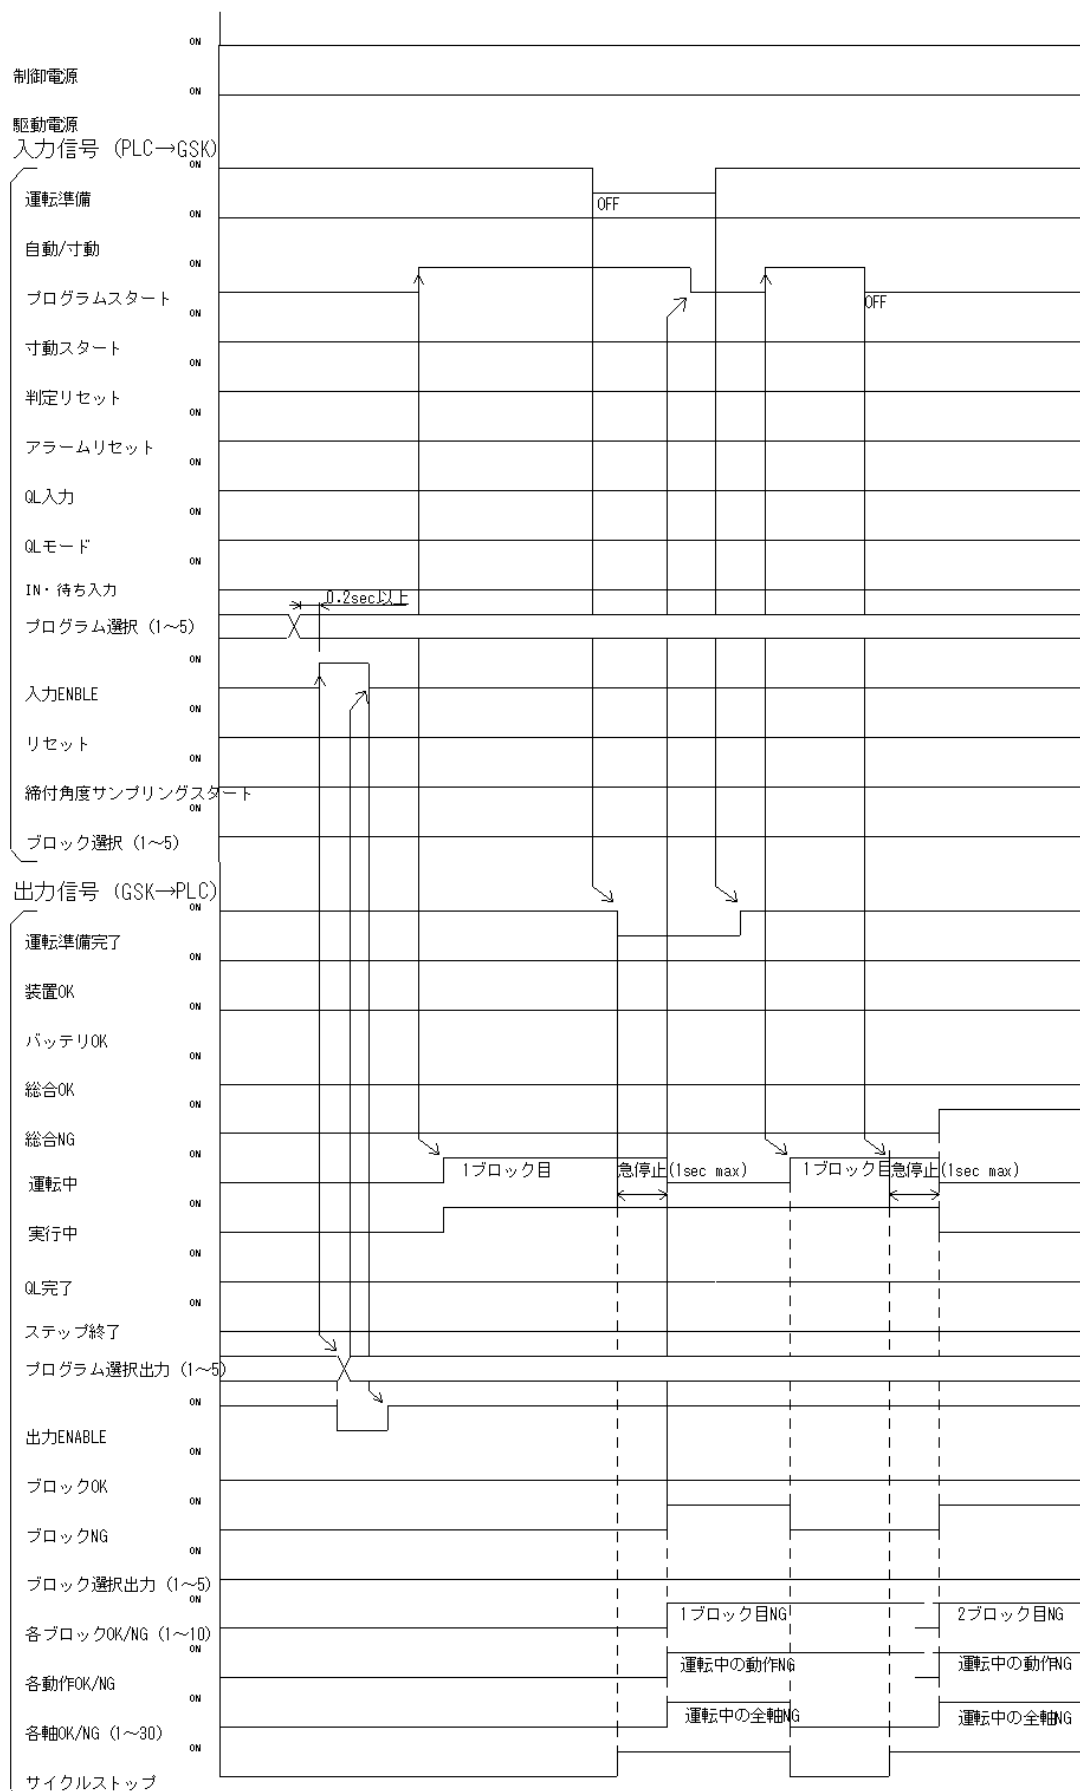 ON
制御電源
ON
駆動電源
入力信号 (PLC→GSK)
ON
運転準備
OFF
ON
自動/寸動
ON
プログラムスタート
OFF
ON
寸動スタート
ON
判定リセット
ON
アラームリセット
ON
QL入力
ON
QLモード
ON
IN・待ち入力
0.2sec以上
プログラム選択 (1～5)
ON
入力ENBLE
ON
リセット
ON
締付角度サンプリングスタート
ON
ブロック選択 (1～5)
出力信号 (GSK→PLC)
ON
運転準備完了
ON
装置OK
ON
バッテリOK
ON
総合OK
ON
総合NG
ON
運転中
1ブロック目
急停止(1sec max)
1ブロック目
急停止(1sec max)
ON
実行中
ON
QL完了
ON
ステップ終了
プログラム選択出力 (1～5)
ON
出力ENABLE
ON
ブロックOK
ON
ブロックNG
ON
ブロック選択出力 (1～5)
ON
各ブロックOK/NG (1～10)
1ブロック目NG
2ブロック目NG
ON
各動作OK/NG
運転中の動作NG
運転中の動作NG
ON
各軸OK/NG (1～30)
運転中の全軸NG
運転中の全軸NG
ON
サイクルストップ